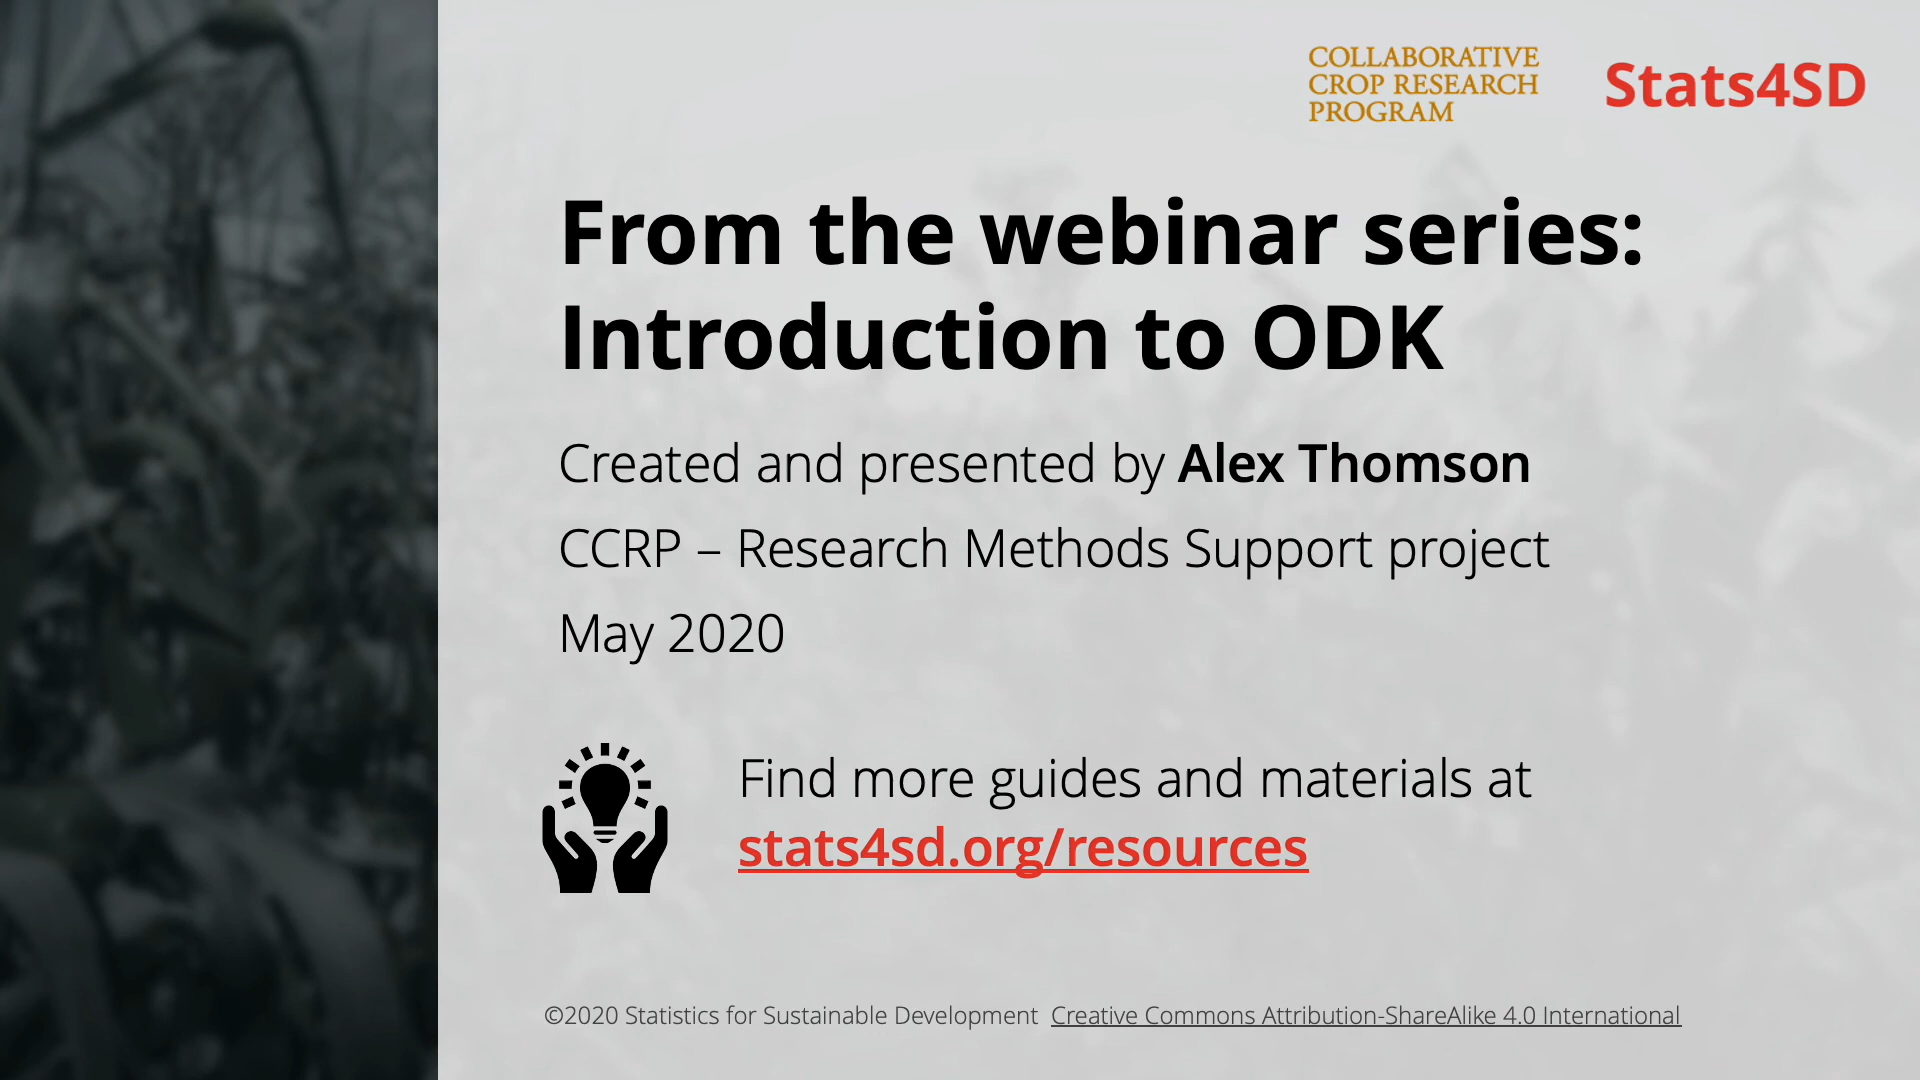 COLLABORATIVE
CROP RESEARCH
PROGRAM
Stats4SD
From the webinar series:
Introduction to ODK
Created and presented by Alex Thomson
CCRP – Research Methods Support project
May 2020
Find more guides and materials at
stats4sd.org/resources
©2020 Statistics for Sustainable Development Creative Commons Attribution-ShareAlike 4.0 International